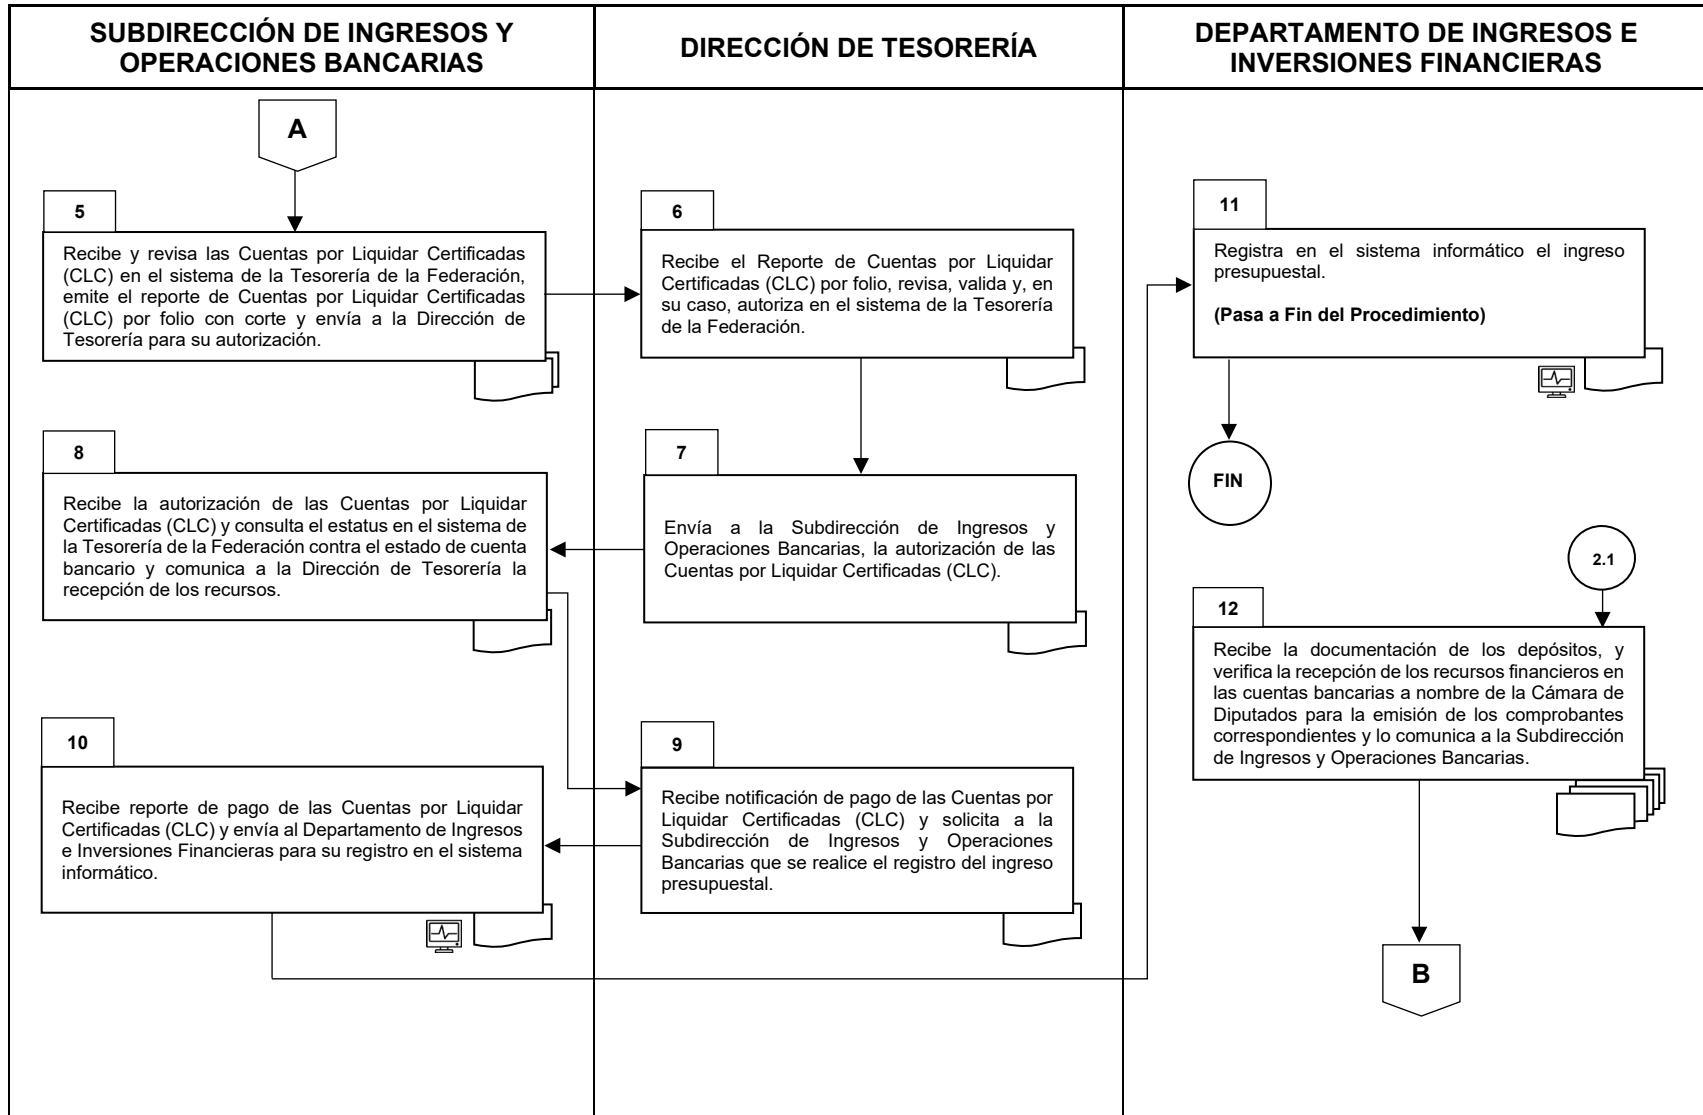 SUBDIRECCIÓN DE INGRESOS Y
OPERACIONES BANCARIAS
DIRECCIÓN DE TESORERÍA
DEPARTAMENTO DE INGRESOS E
INVERSIONES FINANCIERAS
A
5
Recibe y revisa las Cuentas por Liquidar Certificadas
(CLC) en el sistema de la Tesorería de la Federación,
emite el reporte de Cuentas por Liquidar Certificadas
(CLC) por folio con corte y envía a la Dirección de
Tesorería para su autorización.
6
Recibe el Reporte de Cuentas por Liquidar
Certificadas (CLC) por folio, revisa, valida y, en
su caso, autoriza en el sistema de la Tesorería
de la Federación.
11
Registra en el sistema informático el ingreso
presupuestal.
(Pasa a Fin del Procedimiento)
8
Recibe la autorización de las Cuentas por Liquidar
Certificadas (CLC) y consulta el estatus en el sistema de
la Tesorería de la Federación contra el estado de cuenta
bancario y comunica a la Dirección de Tesorería la
recepción de los recursos.
7
Envía a la Subdirección de Ingresos y
Operaciones Bancarias, la autorización de las
Cuentas por Liquidar Certificadas (CLC).
FIN
2.1
12
Recibe la documentación de los depósitos, y
verifica la recepción de los recursos financieros en
las cuentas bancarias a nombre de la Cámara de
Diputados para la emisión de los comprobantes
correspondientes y lo comunica a la Subdirección
de Ingresos y Operaciones Bancarias.
10
Recibe reporte de pago de las Cuentas por Liquidar
Certificadas (CLC) y envía al Departamento de Ingresos
e Inversiones Financieras para su registro en el sistema
informático.
9
Recibe notificación de pago de las Cuentas por
Liquidar Certificadas (CLC) y solicita a la
Subdirección de Ingresos y Operaciones
Bancarias que se realice el registro del ingreso
presupuestal.
B